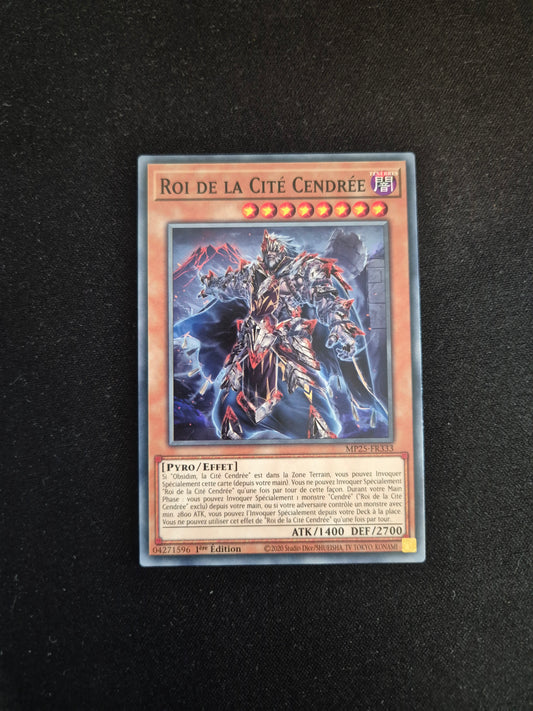 ROI DE LA CITÉ CENDRÉE
TÉNÈBRES
闇
MP25-FR333
[PYRO/EFFET]
Si "Obsidim, la Cité Cendrée" est dans la Zone Terrain, vous pouvez Invoquer
Spécialement cette carte (depuis votre main). Vous ne pouvez Invoquer Spécialement
"Roi de la Cité Cendrée" qu'une fois par tour de cette façon. Durant votre Main
Phase : vous pouvez Invoquer Spécialement 1 monstre "Cendré" ("Roi de la Cité
Cendrée" exclu) depuis votre main, ou si votre adversaire contrôle un monstre avec
min. 2800 ATK, vous pouvez l'Invoquer Spécialement depuis votre Deck à la place.
Vous ne pouvez utiliser cet effet de "Roi de la Cité Cendrée" qu'une fois par tour.
ATK/1400 DEF/2700
04271596 1ère Édition ©2020 Studio Dice/SHUEISHA, TV TOKYO, KONAMI